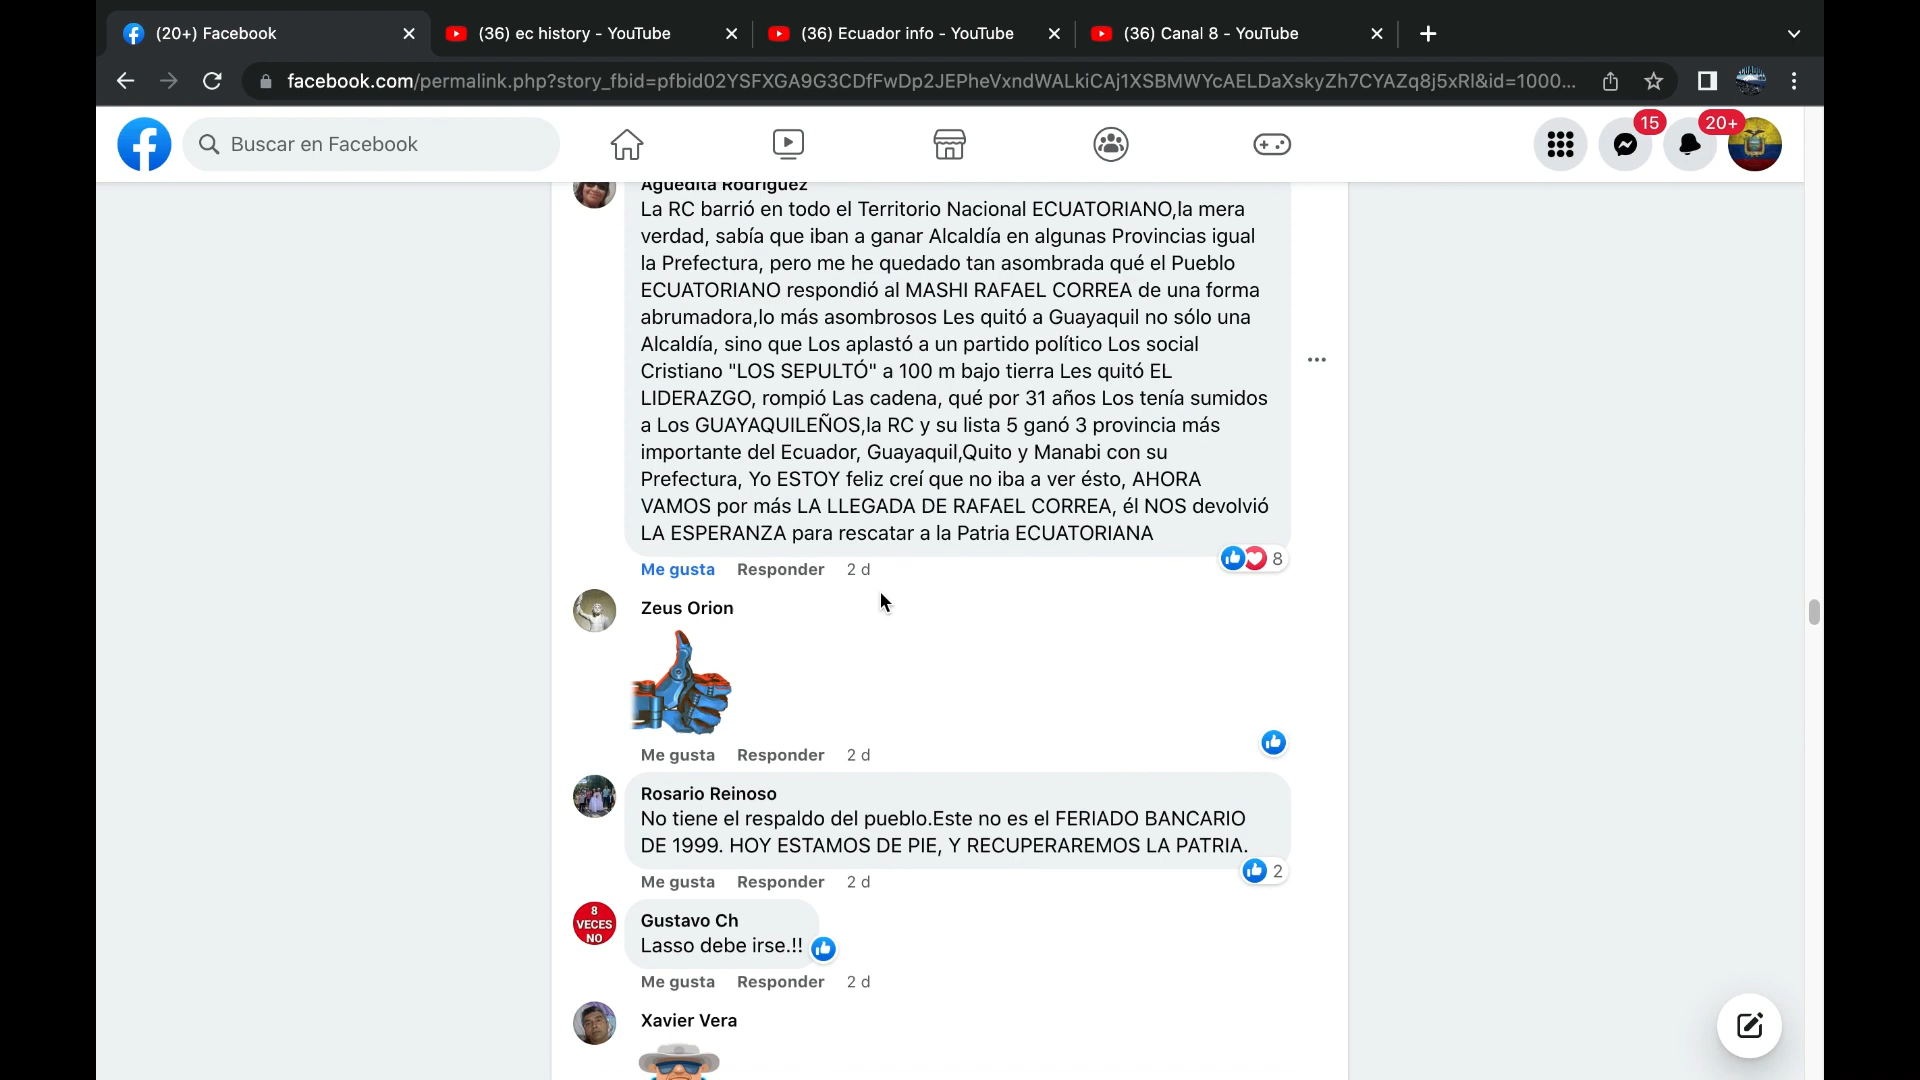 (20+) Facebook
(36) ec history - YouTube
(36) Ecuador info - YouTube
(36) Canal 8 - YouTube
facebook.com/permalink.php?story_fbid=pfbid02YSFXGA9G3CDfFwDp2JEPheVxndWALkiCAj1XSBMWYcAELDaXskyZh7CYAZq8j5xRl&id=1000...
Buscar en Facebook
15
20+
Aguedita Rodriguez
La RC barrió en todo el Territorio Nacional ECUATORIANO,la mera
verdad, sabía que iban a ganar Alcaldía en algunas Provincias igual
la Prefectura, pero me he quedado tan asombrada qué el Pueblo
ECUATORIANO respondió al MASHI RAFAEL CORREA de una forma
abrumadora,lo más asombrosos Les quitó a Guayaquil no sólo una
Alcaldía, sino que Los aplastó a un partido político Los social
Cristiano "LOS SEPULTÓ" a 100 m bajo tierra Les quitó EL
LIDERAZGO, rompió Las cadena, qué por 31 años Los tenía sumidos
a Los GUAYAQUILEÑOS,la RC y su lista 5 ganó 3 provincia más
importante del Ecuador, Guayaquil,Quito y Manabi con su
Prefectura, Yo ESTOY feliz creí que no iba a ver ésto, AHORA
VAMOS por más LA LLEGADA DE RAFAEL CORREA, él NOS devolvió
LA ESPERANZA para rescatar a la Patria ECUATORIANA
8
Me gusta Responder 2 d
Zeus Orion
Me gusta Responder 2 d
Rosario Reinoso
No tiene el respaldo del pueblo.Este no es el FERIADO BANCARIO
DE 1999. HOY ESTAMOS DE PIE, Y RECUPERAREMOS LA PATRIA.
2
Me gusta Responder 2 d
8
VECES
NO
Gustavo Ch
Lasso debe irse.!!
Me gusta Responder 2 d
Xavier Vera